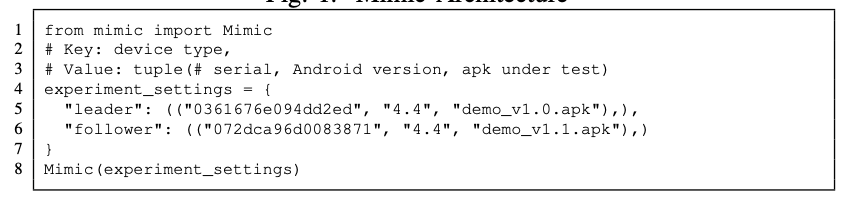 Fig. 1. Mimic Architecture
1 from mimic import Mimic
2 # Key: device type,
3 # Value: tuple(# serial, Android version, apk under test)
4 experiment_settings = {
5   "leader": (("0361676e094dd2ed", "4.4", "demo_v1.0.apk"),),
6   "follower": (("072dca96d0083871", "4.4", "demo_v1.1.apk"),)
7 }
8 Mimic(experiment_settings)